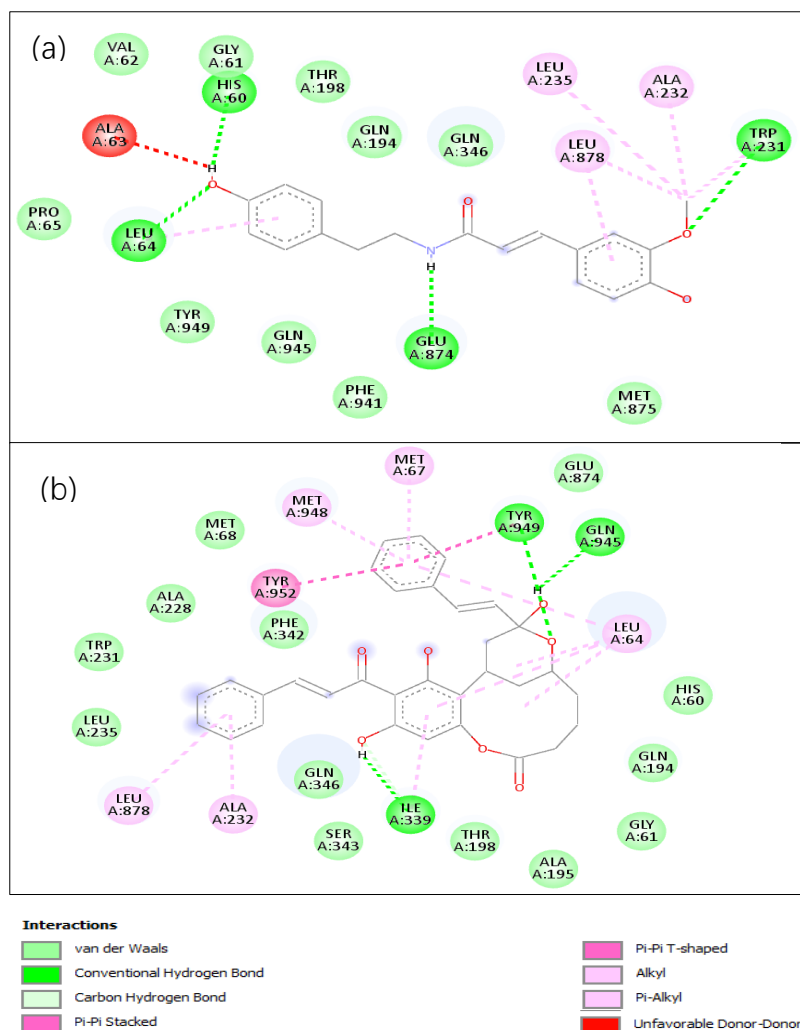 (a)
VAL
A:62
GLY
A:61
HIS
A:60
THR
A:198
LEU
A:235
ALA
A:232
ALA
A:63
GLN
A:194
GLN
A:346
LEU
A:878
TRP
A:231
H
O
O
O
PRO
A:65
LEU
A:64
N
H
O
TYR
A:949
GLN
A:945
GLU
A:874
PHE
A:941
MET
A:875
(b)
MET
A:67
GLU
A:874
MET
A:948
TYR
A:949
GLN
A:945
MET
A:68
TYR
A:952
H
O
ALA
A:228
PHE
A:342
LEU
A:64
TRP
A:231
O
O
O
HIS
A:60
LEU
A:235
O
H
O
GLN
A:194
GLN
A:346
O
LEU
A:878
ALA
A:232
ILE
A:339
GLY
A:61
SER
A:343
THR
A:198
ALA
A:195
Interactions
van der Waals
Conventional Hydrogen Bond
Carbon Hydrogen Bond
Pi-Pi Stacked
Pi-Pi T-shaped
Alkyl
Pi-Alkyl
Unfavorable Donor-Donor